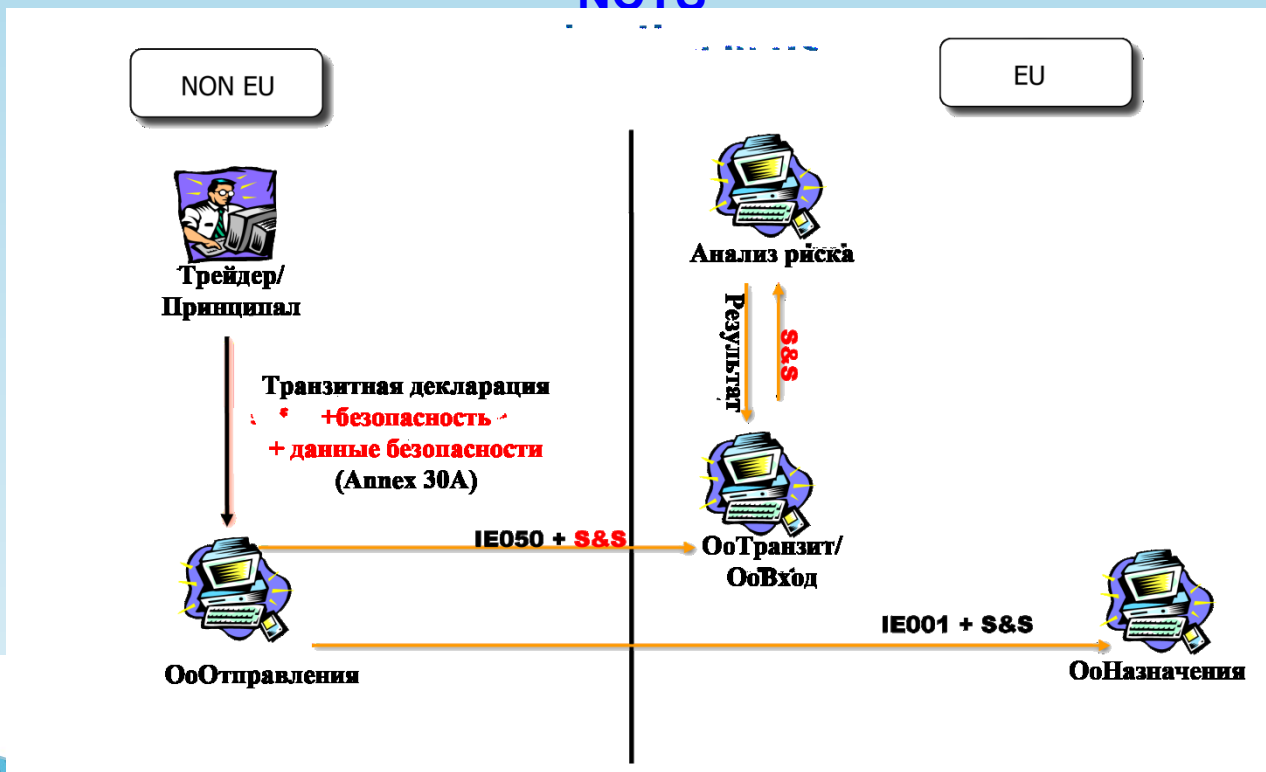 NON EU
EU
Трейдер/
Принципал
Анализ риска
Результат
S&S
Транзитная декларация
+безопасность
+ данные безопасности
(Annex 30A)
IE050 + S&S
ОоТранзит/
ОоВход
IE001 + S&S
ОоОтправления
ОоНазначения